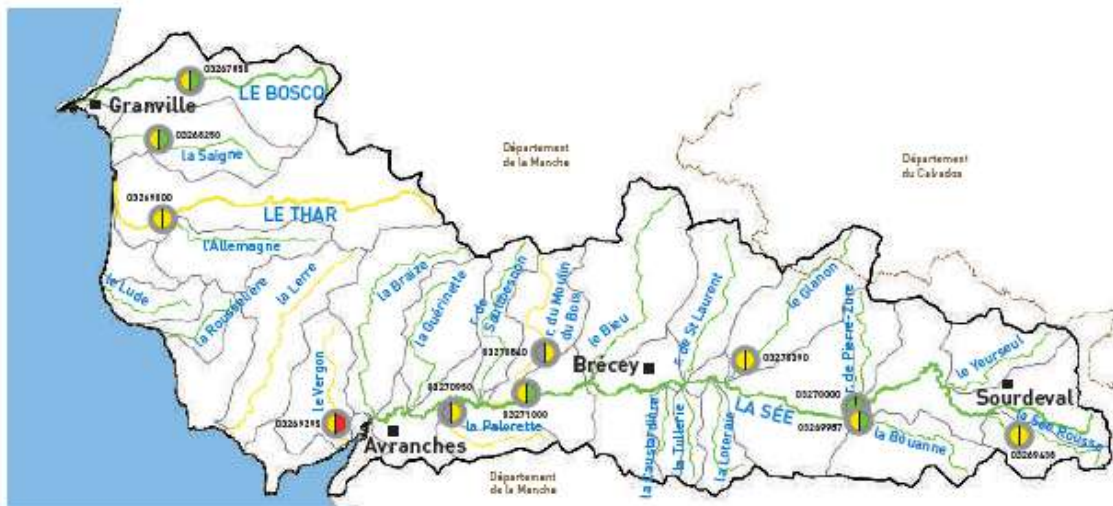 03267950
LE BOSCQ
Granville
03268250
la Saigne
Département
de la Manche
Département
du Calvados
03269000
LE THAR
l'Allemagne
le Lude
la Rousselière
la Lerre
la Braize
la Guérinette
r. de
Saultbesnon
r. du Moulin
du Bois
le Bieu
r. de St Laurent
le Glanon
r. de Pierre-Zure
le Yeurseul
Sourdeval
la Sée Rousse
le Vergon
03270840
Brécey
03270390
03270950
03271000
03270000
03269295
la Palorette
Avranches
LA SÉE
03269987
la Bouanne
la Tuilerie
la Loterale
Département
de la Manche